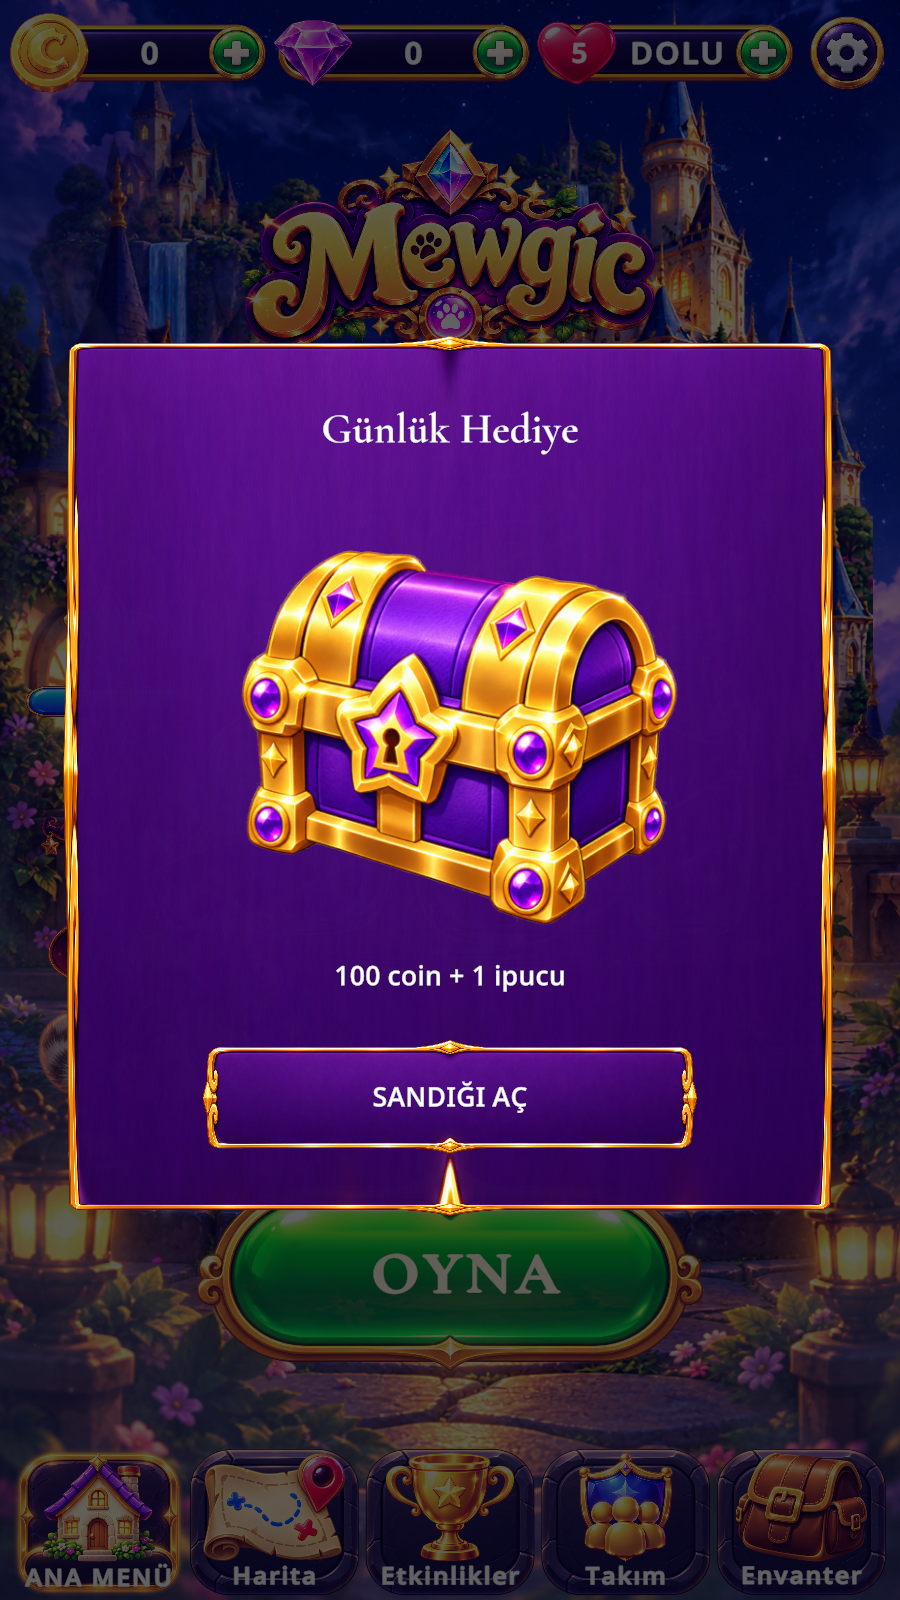 0
0
5
DOLU
Mewgic
Günlük Hediye
100 coin + 1 ipucu
SANDIĞI AÇ
OYNA
ANA MENÜ
Harita
Etkinlikler
Takım
Envanter